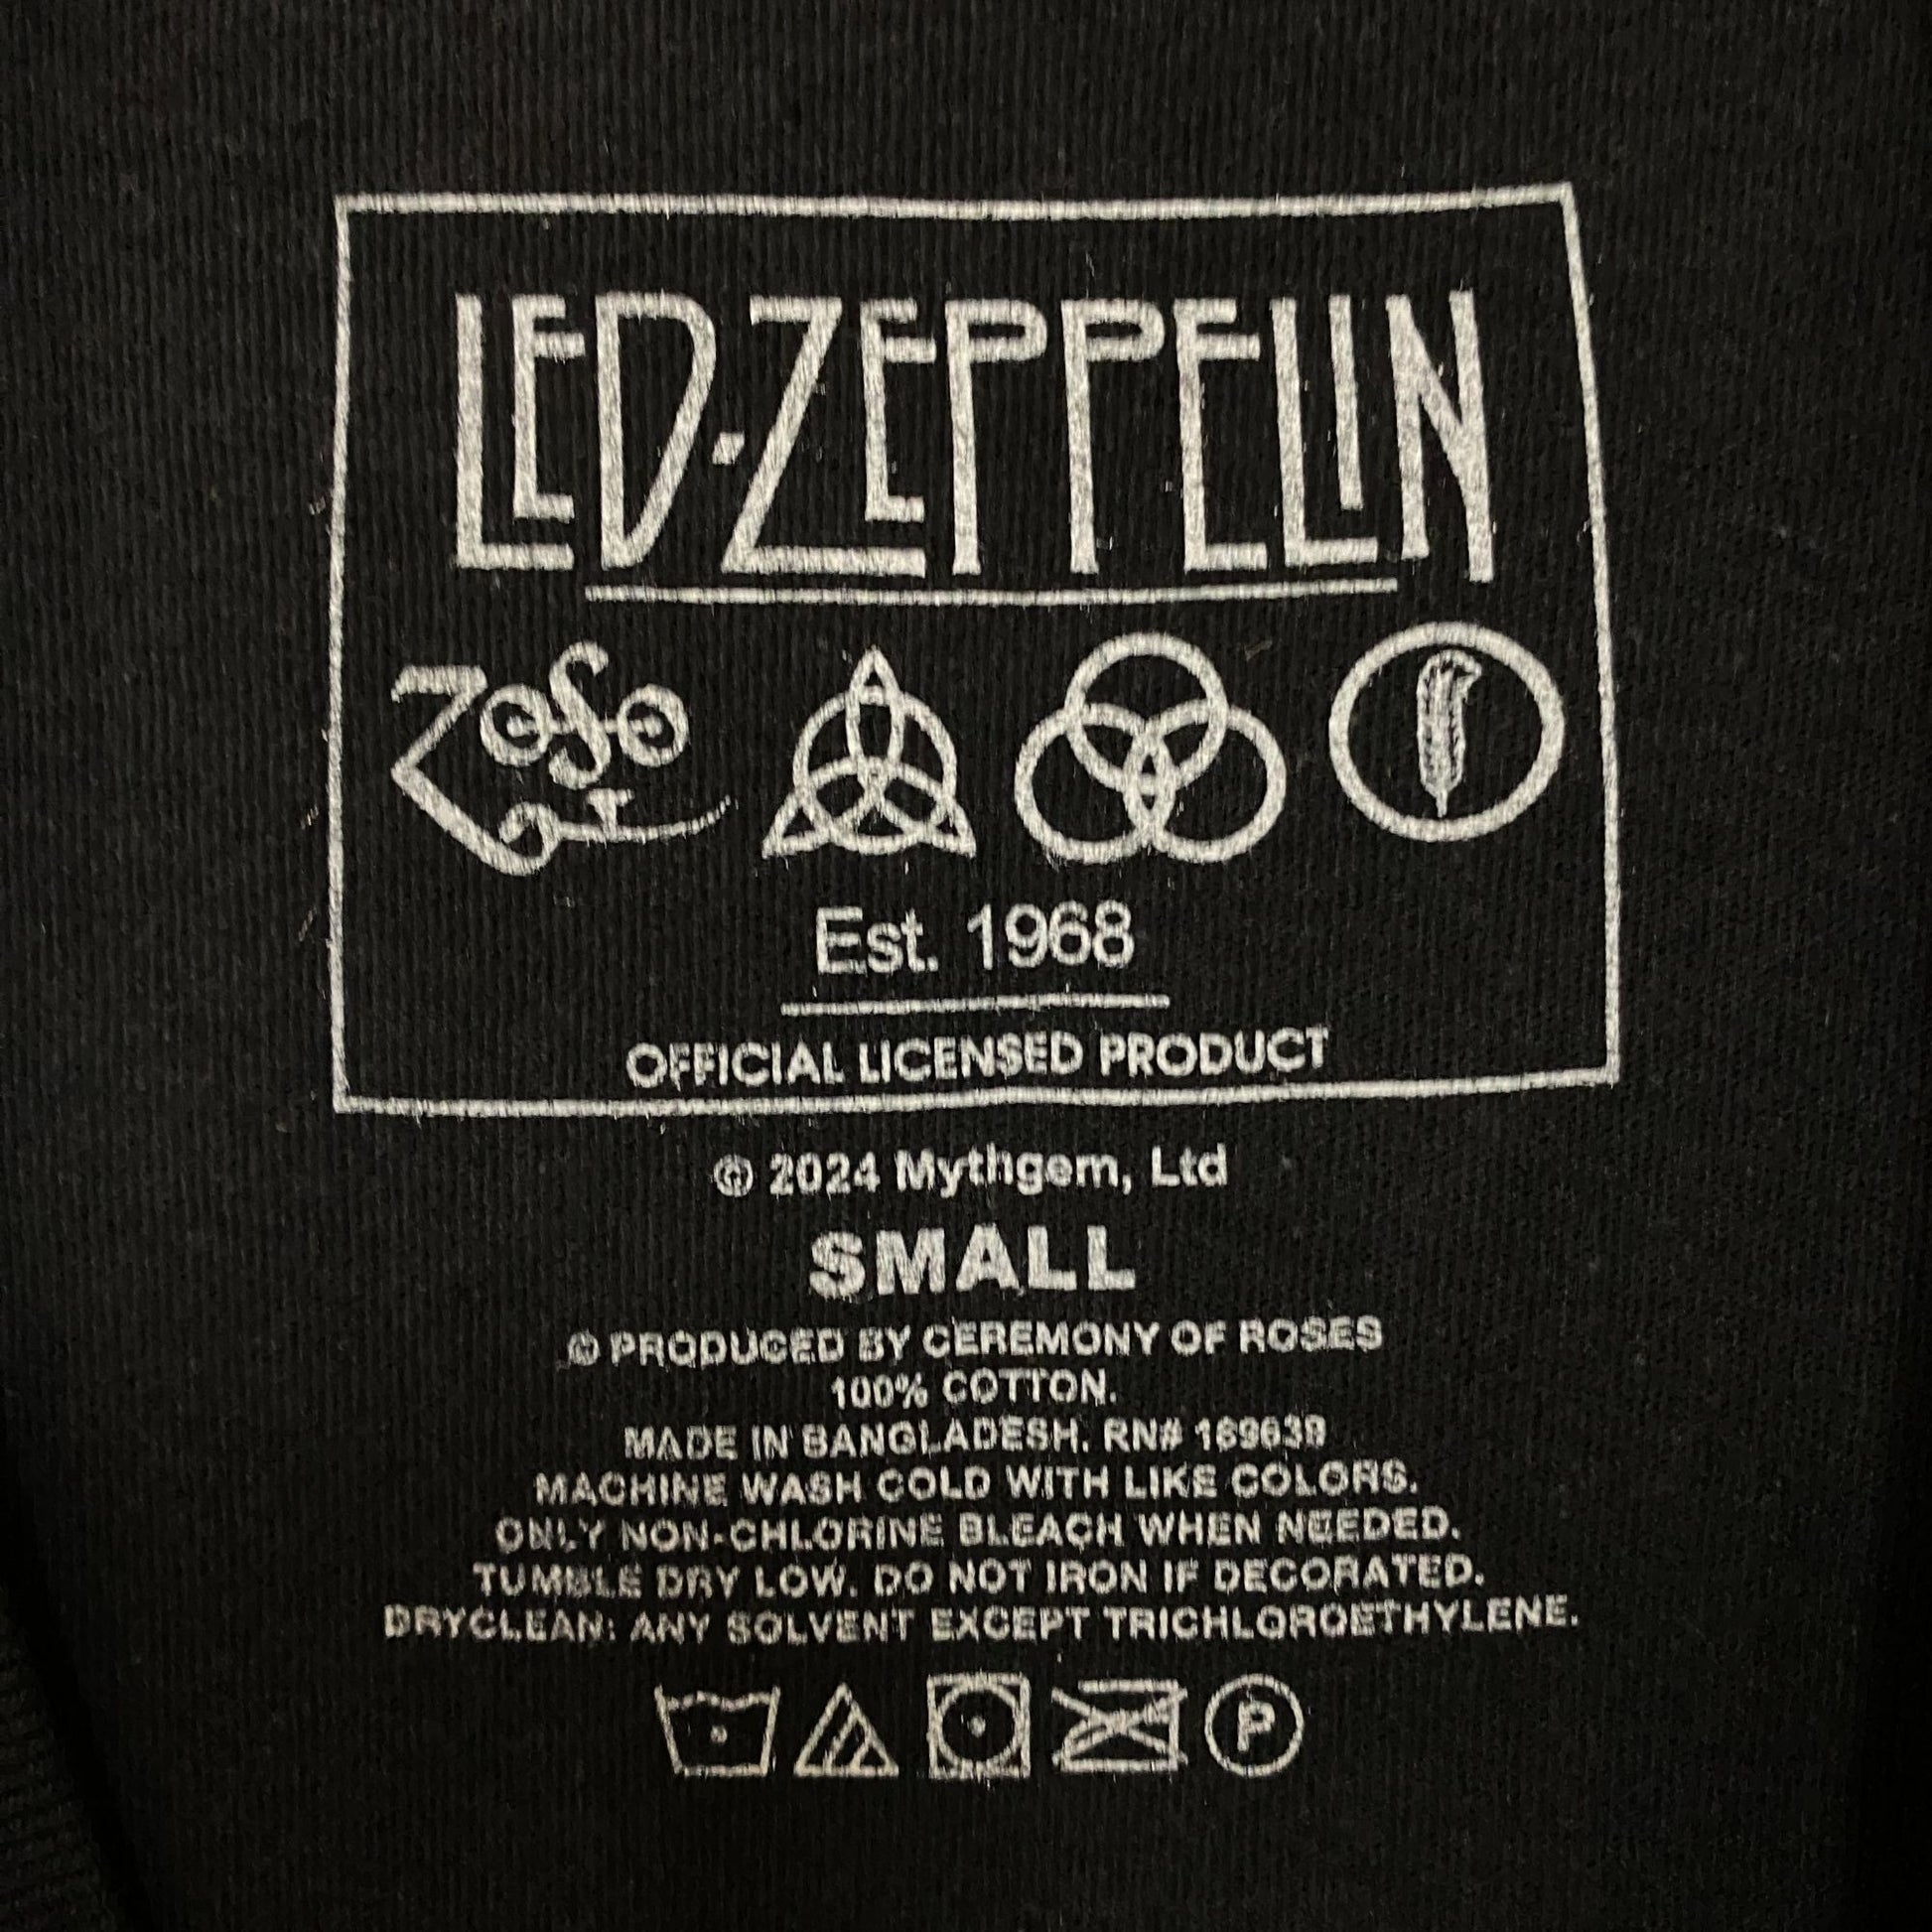 LED·ZEPPELIN
ZOSO
Est. 1968
OFFICIAL LICENSED PRODUCT
© 2024 Mythgem, Ltd
SMALL
© PRODUCED BY CEREMONY OF ROSES
100% COTTON.
MADE IN BANGLADESH. RN# 169639
MACHINE WASH COLD WITH LIKE COLORS.
ONLY NON-CHLORINE BLEACH WHEN NEEDED.
TUMBLE DRY LOW. DO NOT IRON IF DECORATED.
DRYCLEAN: ANY SOLVENT EXCEPT TRICHLOROETHYLENE.
P